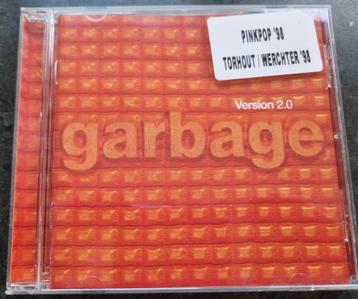 PINKPOP '98
TORHOUT / WERCHTER '98
Version 2.0
garbage